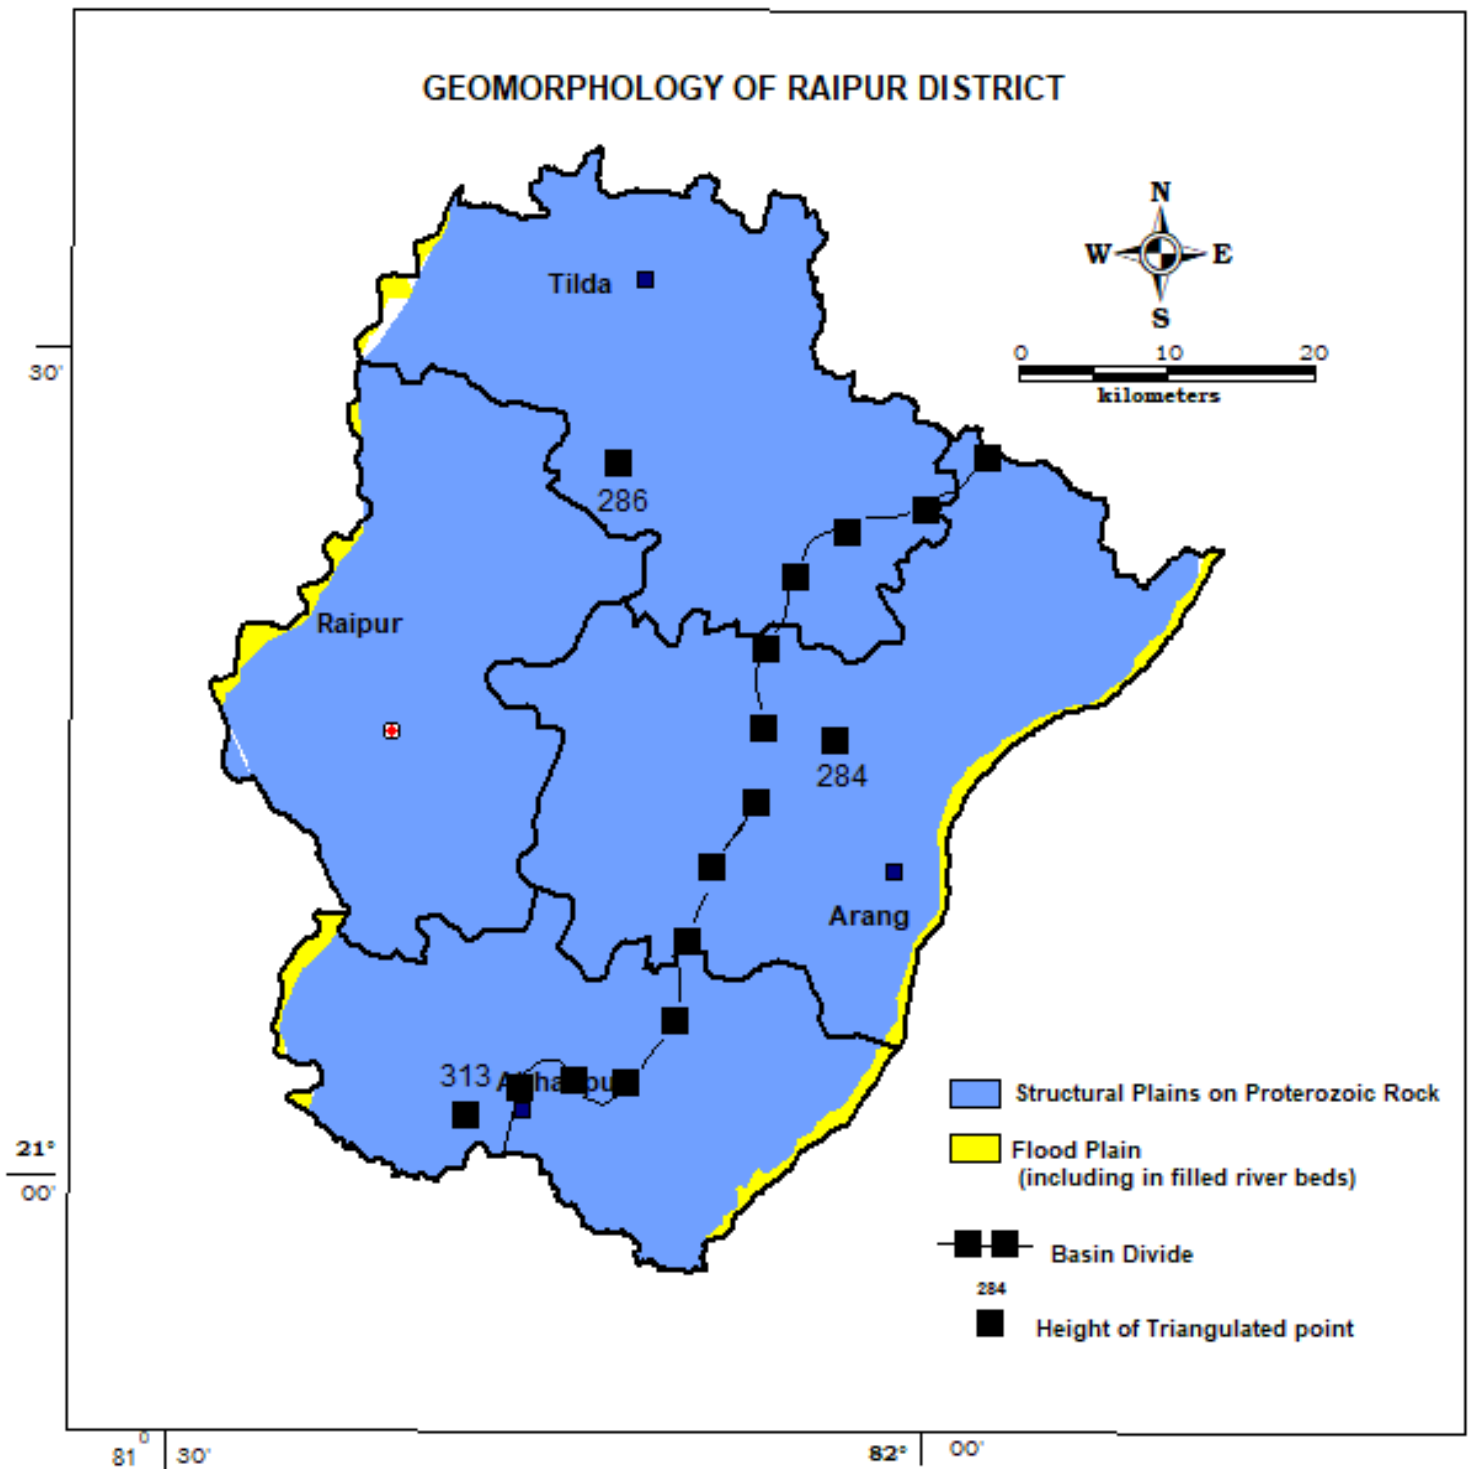 GEOMORPHOLOGY OF RAIPUR DISTRICT
N
W E
S
0 10 20
kilometers
Tilda
30'
286
Raipur
284
Arang
313
21°
00'
Structural Plains on Proterozoic Rock
Flood Plain
(including in filled river beds)
Basin Divide
284
Height of Triangulated point
81 0 30'
82° 00'